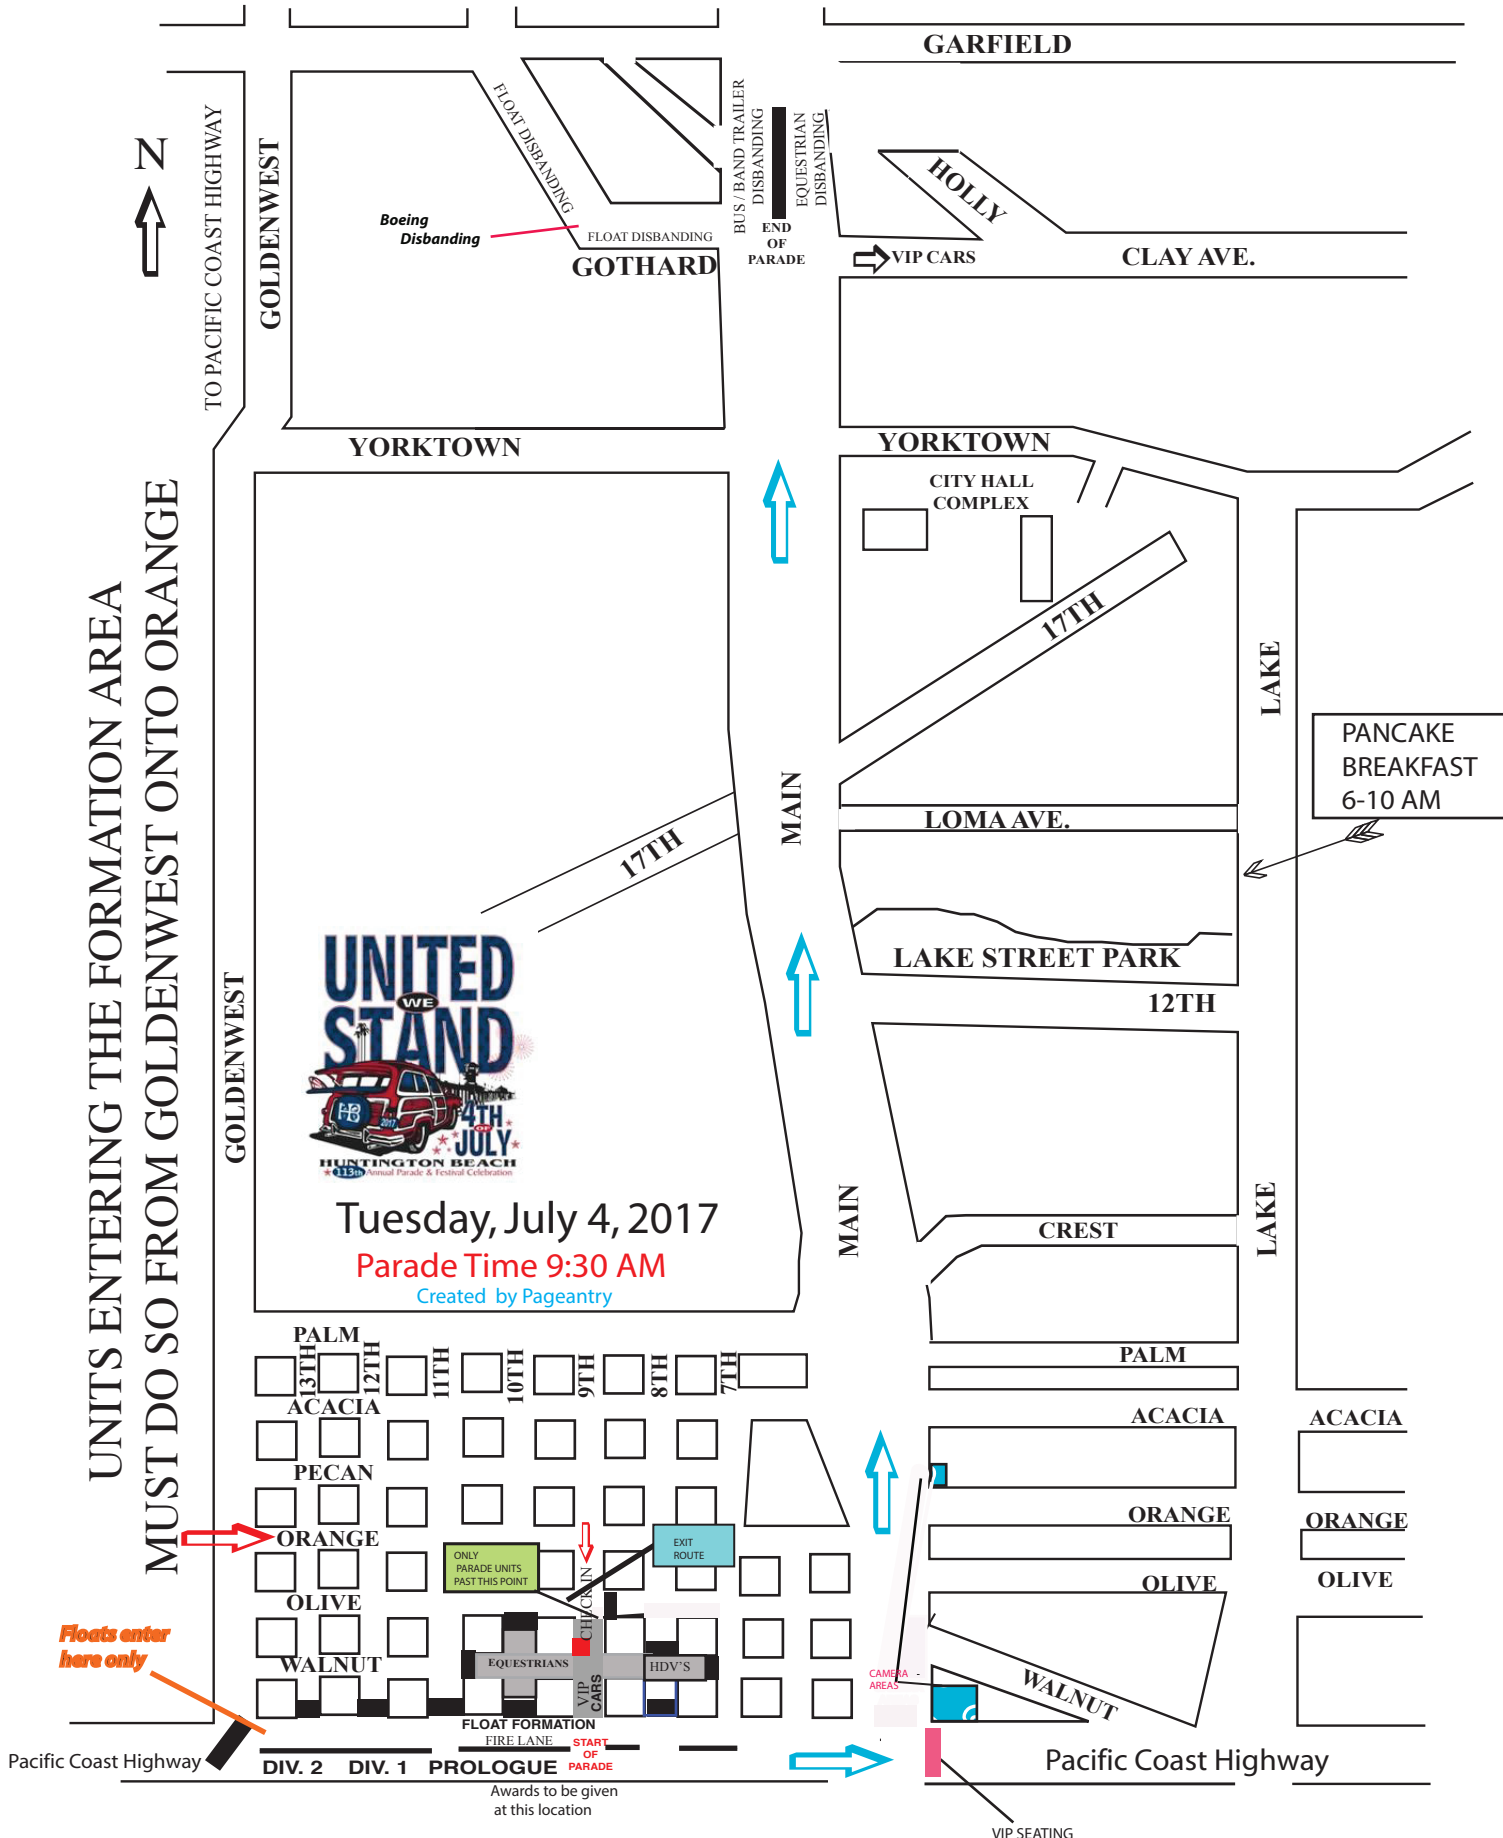 GARFIELD
N
TO PACIFIC COAST HIGHWAY
GOLDENWEST
FLOAT DISBANDING
BUS / BAND TRAILER
DISBANDING
EQUESTRIAN
DISBANDING
HOLLY
Boeing
Disbanding
FLOAT DISBANDING
GOTHARD
END
OF
PARADE
VIP CARS
CLAY AVE.
YORKTOWN
YORKTOWN
CITY HALL
COMPLEX
17TH
LAKE
UNITS ENTERING THE FORMATION AREA
MUST DO SO FROM GOLDENWEST ONTO ORANGE
PANCAKE
BREAKFAST
6-10 AM
MAIN
LOMA AVE.
17TH
LAKE STREET PARK
12TH
GOLDENWEST
UNITED
WE
STAND
HB
2017
4TH
OF
JULY
HUNTINGTON BEACH
113th Annual Parade & Festival Celebration
Tuesday, July 4, 2017
Parade Time 9:30 AM
Created by Pageantry
MAIN
CREST
LAKE
PALM
13TH
12TH
11TH
10TH
9TH
8TH
7TH
PALM
ACACIA
ACACIA
ACACIA
PECAN
ORANGE
ORANGE
ORANGE
ONLY
PARADE UNITS
PAST THIS POINT
CHECK IN
EXIT
ROUTE
OLIVE
OLIVE
OLIVE
Floats enter
here only
WALNUT
EQUESTRIANS
VIP
CARS
HDV'S
CAMERA
AREAS
WALNUT
FLOAT FORMATION
FIRE LANE
START
OF
PARADE
Pacific Coast Highway
DIV. 2 DIV. 1 PROLOGUE
Pacific Coast Highway
Awards to be given
at this location
VIP SEATING